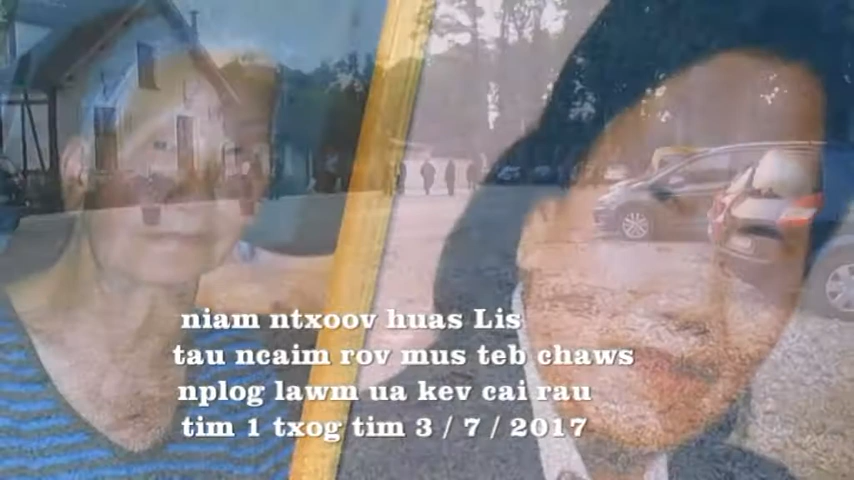 niam ntxoov huas Lis
tau ncaim rov mus teb chaws
nplog lawm ua kev cai rau
tim 1 txog tim 3 / 7 / 2017